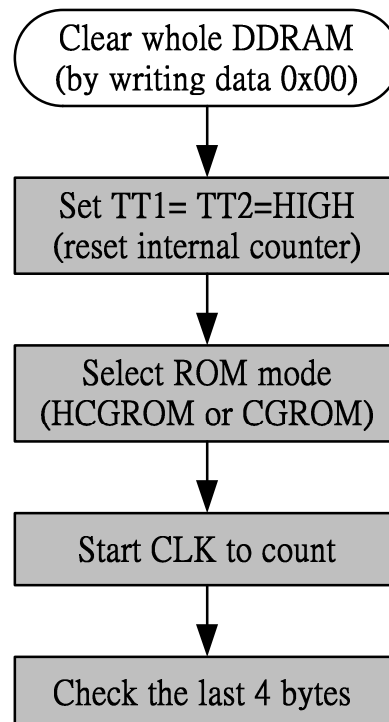 Clear whole DDRAM
(by writing data 0x00)
Set TT1= TT2=HIGH
(reset internal counter)
Select ROM mode
(HCGROM or CGROM)
Start CLK to count
Check the last 4 bytes